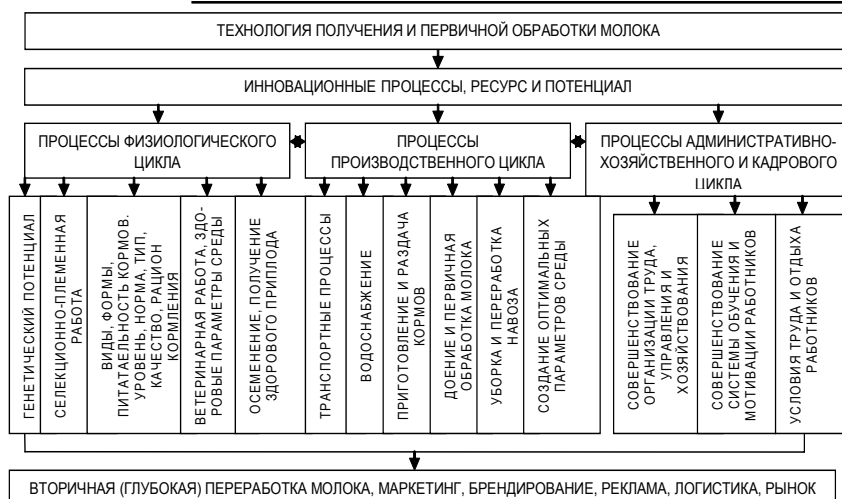 ТЕХНОЛОГИЯ ПОЛУЧЕНИЯ И ПЕРВИЧНОЙ ОБРАБОТКИ МОЛОКА
ИННОВАЦИОННЫЕ ПРОЦЕССЫ, РЕСУРС И ПОТЕНЦИАЛ
ПРОЦЕССЫ ФИЗИОЛОГИЧЕСКОГО
ЦИКЛА
ПРОЦЕССЫ
ПРОИЗВОДСТВЕННОГО ЦИКЛА
ПРОЦЕССЫ АДМИНИСТРАТИВНО-
ХОЗЯЙСТВЕННОГО И КАДРОВОГО
ЦИКЛА
ГЕНЕТИЧЕСКИЙ ПОТЕНЦИАЛ
СЕЛЕКЦИОННО-ПЛЕМЕННАЯ
РАБОТА
ВИДЫ, ФОРМЫ,
ПИТАТАЕЛЬНОСТЬ КОРМОВ.
УРОВЕНЬ, НОРМА, ТИП,
КАЧЕСТВО, РАЦИОН
КОРМЛЕНИЯ
ВЕТЕРИНАРНАЯ РАБОТА, ЗДО-
РОВЫЕ ПАРАМЕТРЫ СРЕДЫ
ОСЕМЕНЕНИЕ, ПОЛУЧЕНИЕ
ЗДОРОВОГО ПРИПЛОДА
ТРАНСПОРТНЫЕ ПРОЦЕССЫ
ВОДОСНАБЖЕНИЕ
ПРИГОТОВЛЕНИЕ И РАЗДАЧА
КОРМОВ
ДОЕНИЕ И ПЕРВИЧНАЯ
ОБРАБОТКА МОЛОКА
УБОРКА И ПЕРЕРАБОТКА
НАВОЗА
СОЗДАНИЕ ОПТИМАЛЬНЫХ
ПАРАМЕТРОВ СРЕДЫ
СОВЕРШЕНСТВОВАНИЕ
ОРГАНИЗАЦИИ ТРУДА,
УПРАВЛЕНИЯ И
ХОЗЯЙСТВОВАНИЯ
СОВЕРШЕНСТВОВАНИЕ
СИСТЕМЫ ОБУЧЕНИЯ И
МОТИВАЦИИ РАБОТНИКОВ
УСЛОВИЯ ТРУДА И ОТДЫХА
РАБОТНИКОВ
ВТОРИЧНАЯ (ГЛУБОКАЯ) ПЕРЕРАБОТКА МОЛОКА, МАРКЕТИНГ, БРЕНДИРОВАНИЕ, РЕКЛАМА, ЛОГИСТИКА, РЫНОК